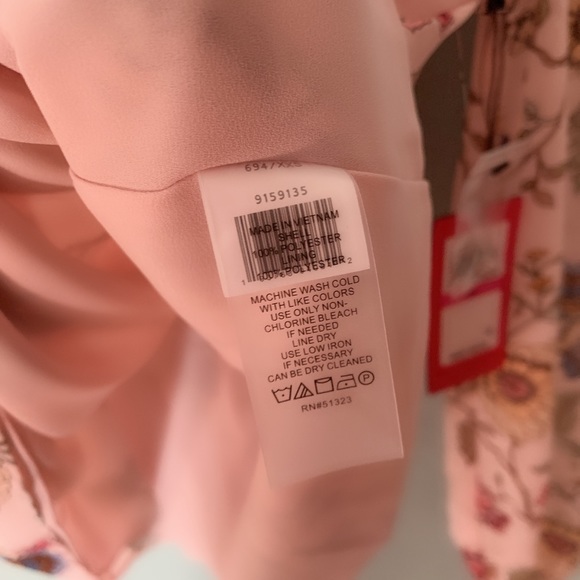 9159135
MADE IN VIETNAM
SHELL
100% POLYESTER
LINING
100% POLYESTER
MACHINE WASH COLD
WITH LIKE COLORS
USE ONLY NON-
CHLORINE BLEACH
IF NEEDED
LINE DRY
USE LOW IRON
IF NECESSARY
CAN BE DRY CLEANED
P
RN#51323